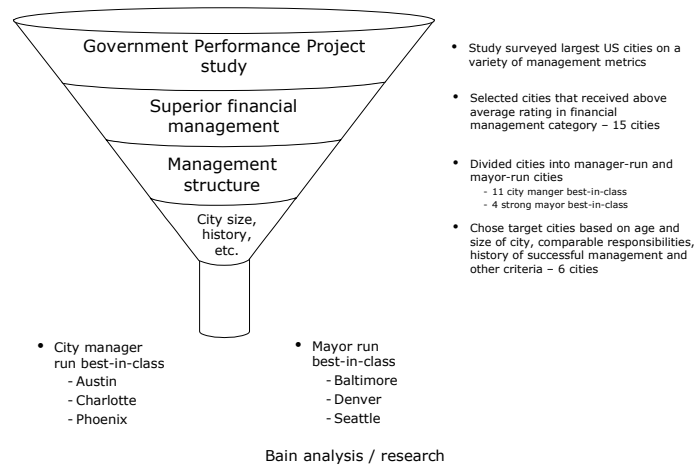 Government Performance Project
study
Superior financial
management
Management
structure
City size,
history,
etc.
• Study surveyed largest US cities on a
variety of management metrics
• Selected cities that received above
average rating in financial
management category – 15 cities
• Divided cities into manager-run and
mayor-run cities
- 11 city manger best-in-class
- 4 strong mayor best-in-class
• Chose target cities based on age and
size of city, comparable responsibilities,
history of successful management and
other criteria – 6 cities
• City manager
run best-in-class
- Austin
- Charlotte
- Phoenix
• Mayor run
best-in-class
- Baltimore
- Denver
- Seattle
Bain analysis / research